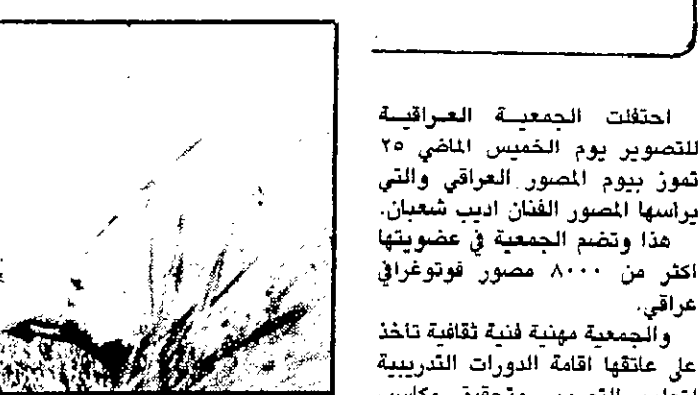 احتفلت الجمعية العراقية
للتصوير يوم الخميس الماضي ٢٥
تموز بيوم المصور العراقي والتي
يراسها المصور الفنان اديب شعبان.
هذا وتضم الجمعية في عضويتها
اكثر من ٨٠٠٠ مصور فوتوغرافي
عراقي.
والجمعية مهنية فنية ثقافية تأخذ
على عاتقها اقامة الدورات التدريبية